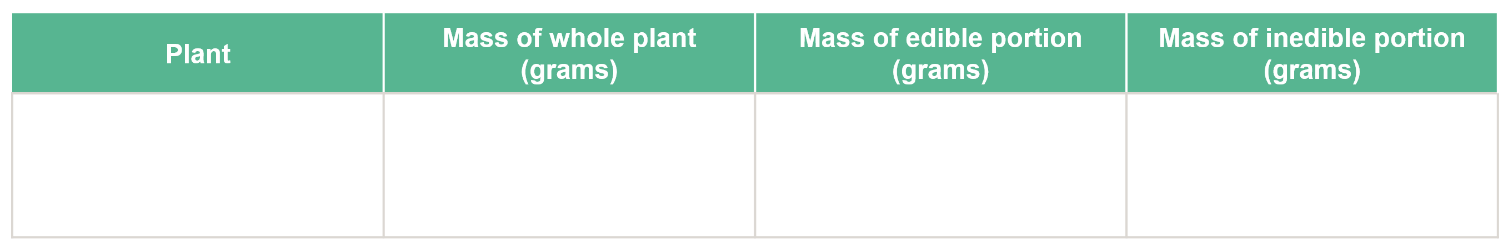 Plant
Mass of whole plant
(grams)
Mass of edible portion
(grams)
Mass of inedible portion
(grams)